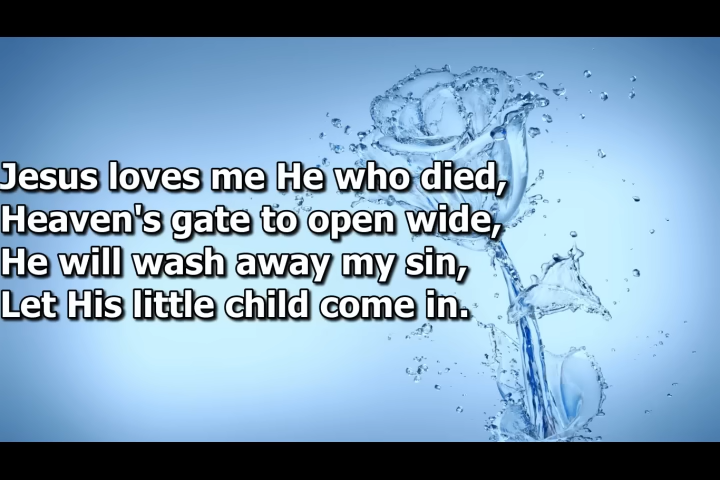 Jesus loves me He who died,
Heaven's gate to open wide,
He will wash away my sin,
Let His little child come in.